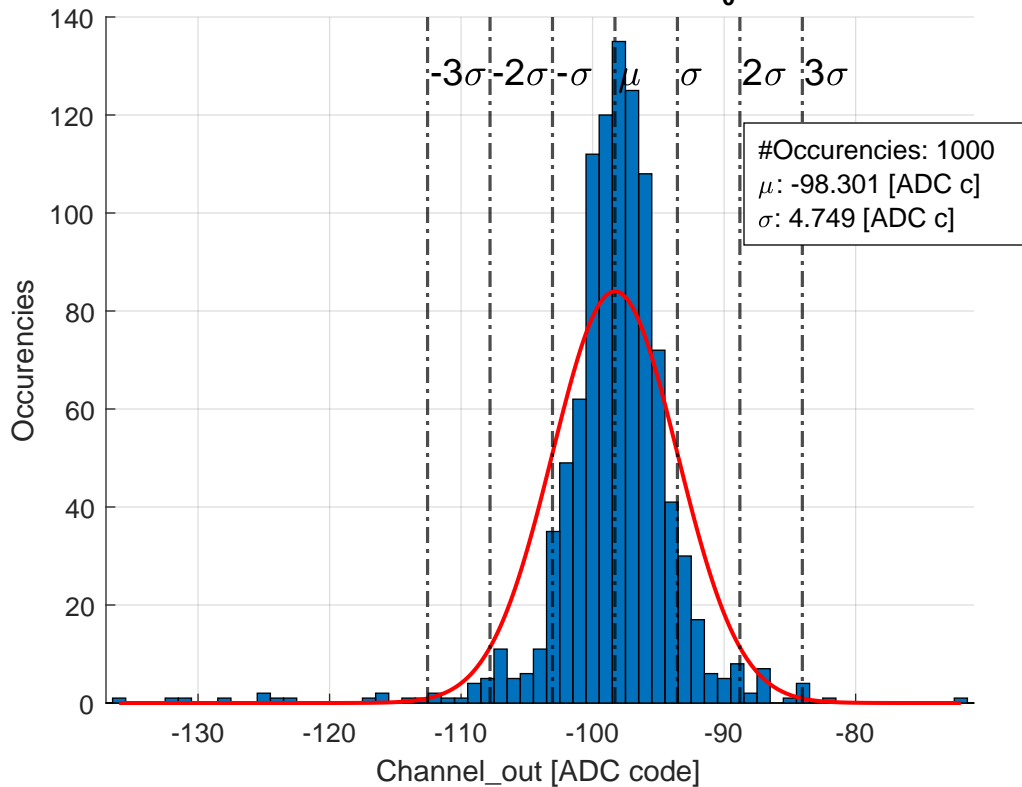 140
120
100
80
60
40
20
0
-3σ -2σ -σ μ σ 2σ 3σ
#Occurencies: 1000
μ: -98.301 [ADC c]
σ: 4.749 [ADC c]
Occurencies
-130 -120 -110 -100 -90 -80
Channel_out [ADC code]